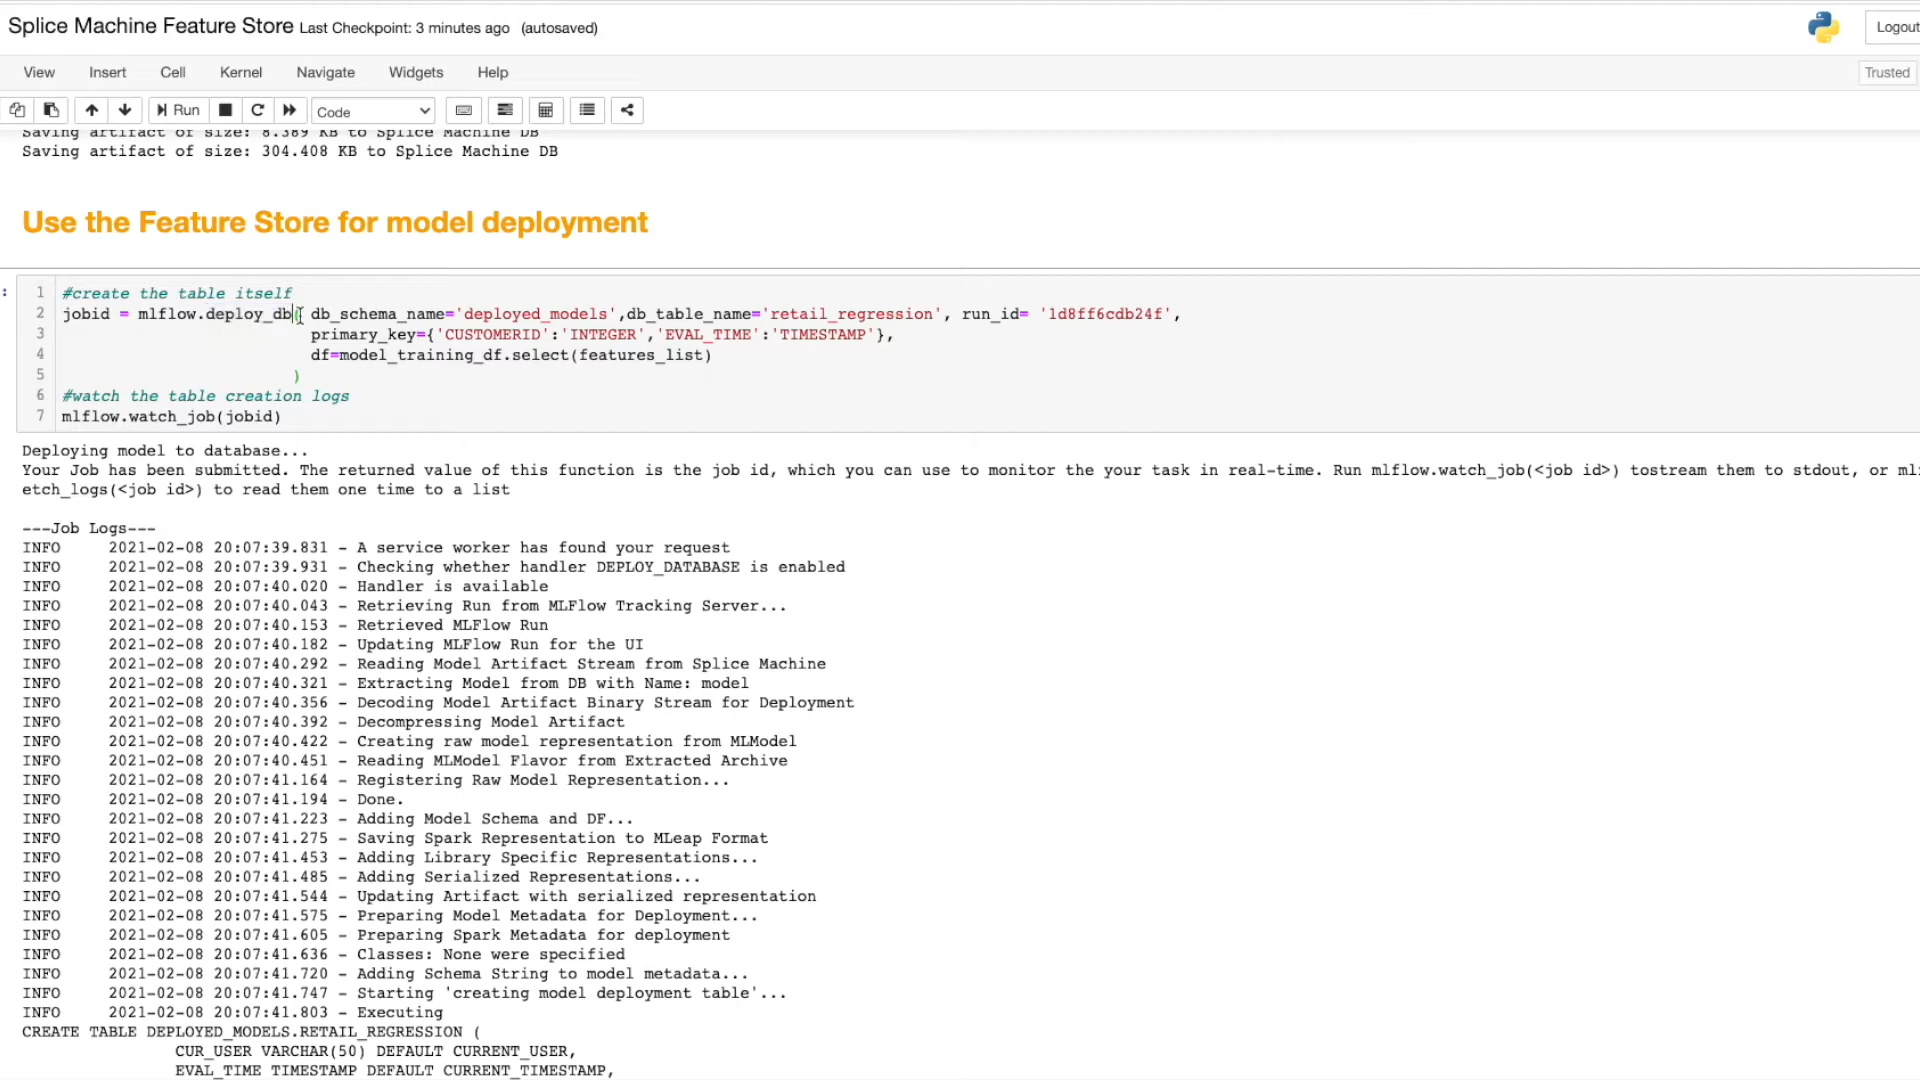 Splice Machine Feature Store Last Checkpoint: 3 minutes ago (autosaved)
Logout
View Insert Cell Kernel Navigate Widgets Help
Trusted
Run Code
Saving artifact of size: 8.389 KB to Splice Machine DB
Saving artifact of size: 304.408 KB to Splice Machine DB
Use the Feature Store for model deployment
:
1 #create the table itself
2 jobid = mlflow.deploy_db( db_schema_name='deployed_models',db_table_name='retail_regression', run_id= '1d8ff6cdb24f',
3 primary_key={'CUSTOMERID':'INTEGER','EVAL_TIME':'TIMESTAMP'},
4 df=model_training_df.select(features_list)
5 )
6 #watch the table creation logs
7 mlflow.watch_job(jobid)
Deploying model to database...
Your Job has been submitted. The returned value of this function is the job id, which you can use to monitor the your task in real-time. Run mlflow.watch_job(<job id>) tostream them to stdout, or ml
etch_logs(<job id>) to read them one time to a list
---Job Logs---
INFO 2021-02-08 20:07:39.831 - A service worker has found your request
INFO 2021-02-08 20:07:39.931 - Checking whether handler DEPLOY_DATABASE is enabled
INFO 2021-02-08 20:07:40.020 - Handler is available
INFO 2021-02-08 20:07:40.043 - Retrieving Run from MLFlow Tracking Server...
INFO 2021-02-08 20:07:40.153 - Retrieved MLFlow Run
INFO 2021-02-08 20:07:40.182 - Updating MLFlow Run for the UI
INFO 2021-02-08 20:07:40.292 - Reading Model Artifact Stream from Splice Machine
INFO 2021-02-08 20:07:40.321 - Extracting Model from DB with Name: model
INFO 2021-02-08 20:07:40.356 - Decoding Model Artifact Binary Stream for Deployment
INFO 2021-02-08 20:07:40.392 - Decompressing Model Artifact
INFO 2021-02-08 20:07:40.422 - Creating raw model representation from MLModel
INFO 2021-02-08 20:07:40.451 - Reading MLModel Flavor from Extracted Archive
INFO 2021-02-08 20:07:41.164 - Registering Raw Model Representation...
INFO 2021-02-08 20:07:41.194 - Done.
INFO 2021-02-08 20:07:41.223 - Adding Model Schema and DF...
INFO 2021-02-08 20:07:41.275 - Saving Spark Representation to MLeap Format
INFO 2021-02-08 20:07:41.453 - Adding Library Specific Representations...
INFO 2021-02-08 20:07:41.485 - Adding Serialized Representations...
INFO 2021-02-08 20:07:41.544 - Updating Artifact with serialized representation
INFO 2021-02-08 20:07:41.575 - Preparing Model Metadata for Deployment...
INFO 2021-02-08 20:07:41.605 - Preparing Spark Metadata for deployment
INFO 2021-02-08 20:07:41.636 - Classes: None were specified
INFO 2021-02-08 20:07:41.720 - Adding Schema String to model metadata...
INFO 2021-02-08 20:07:41.747 - Starting 'creating model deployment table'...
INFO 2021-02-08 20:07:41.803 - Executing
CREATE TABLE DEPLOYED_MODELS.RETAIL_REGRESSION (
CUR_USER VARCHAR(50) DEFAULT CURRENT_USER,
EVAL_TIME TIMESTAMP DEFAULT CURRENT_TIMESTAMP,